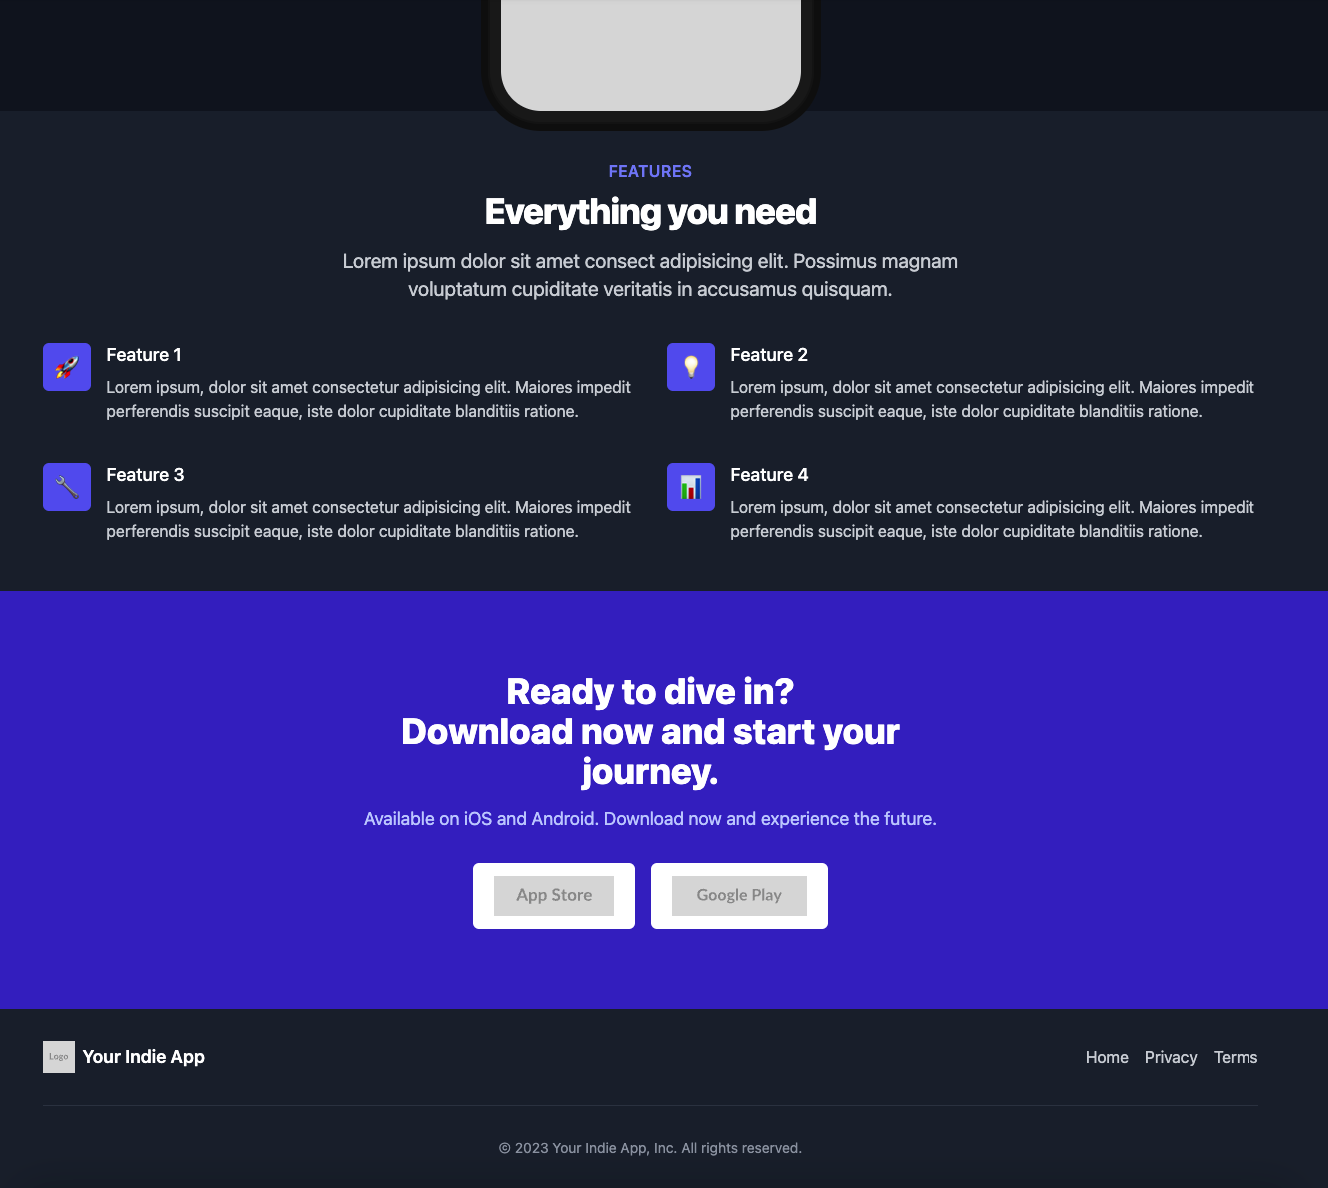 FEATURES
Everything you need
Lorem ipsum dolor sit amet consect adipisicing elit. Possimus magnam
voluptatum cupiditate veritatis in accusamus quisquam.
Feature 1
Lorem ipsum, dolor sit amet consectetur adipisicing elit. Maiores impedit
perferendis suscipit eaque, iste dolor cupiditate blanditiis ratione.
Feature 2
Lorem ipsum, dolor sit amet consectetur adipisicing elit. Maiores impedit
perferendis suscipit eaque, iste dolor cupiditate blanditiis ratione.
Feature 3
Lorem ipsum, dolor sit amet consectetur adipisicing elit. Maiores impedit
perferendis suscipit eaque, iste dolor cupiditate blanditiis ratione.
Feature 4
Lorem ipsum, dolor sit amet consectetur adipisicing elit. Maiores impedit
perferendis suscipit eaque, iste dolor cupiditate blanditiis ratione.
Ready to dive in?
Download now and start your
journey.
Available on iOS and Android. Download now and experience the future.
App Store
Google Play
Logo
Your Indie App
Home Privacy Terms
© 2023 Your Indie App, Inc. All rights reserved.